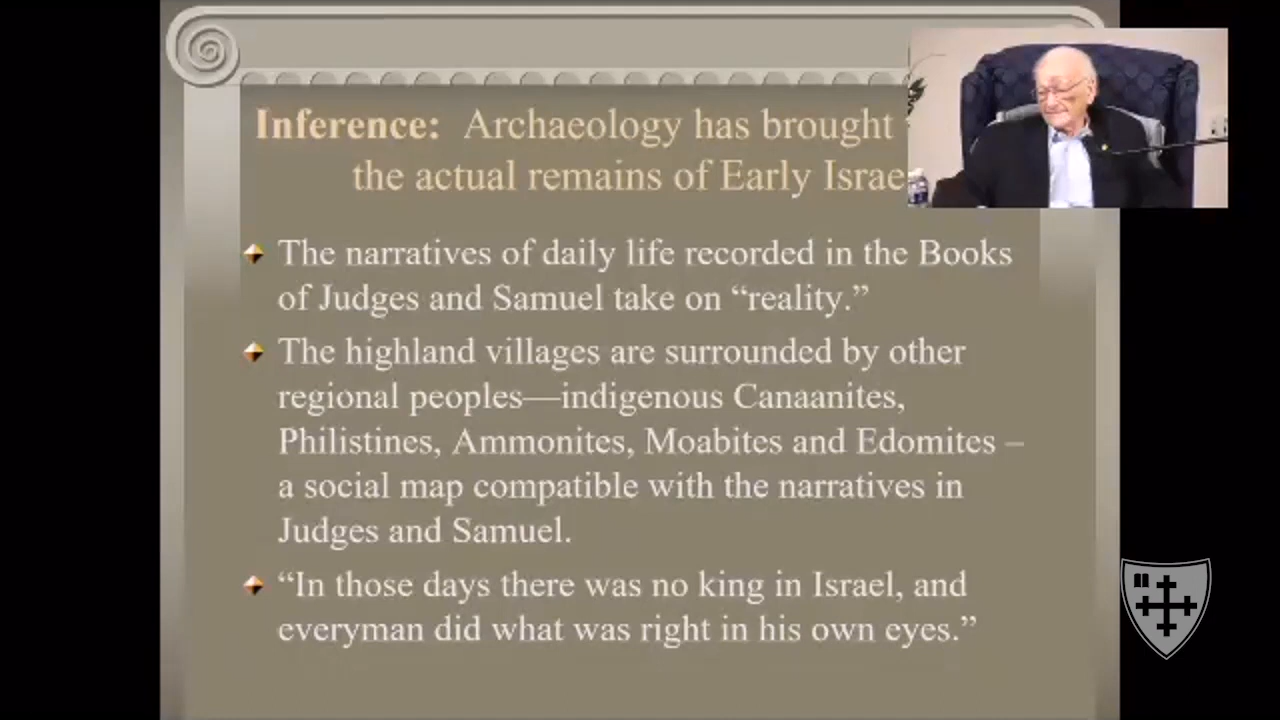 Inference: Archaeology has brought
the actual remains of Early Israe
The narratives of daily life recorded in the Books
of Judges and Samuel take on “reality.”
The highland villages are surrounded by other
regional peoples—indigenous Canaanites,
Philistines, Ammonites, Moabites and Edomites –
a social map compatible with the narratives in
Judges and Samuel.
“In those days there was no king in Israel, and
everyman did what was right in his own eyes.”